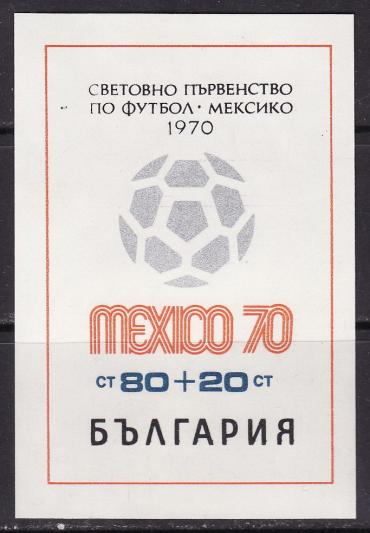 СВЕТОВНО ПЪРВЕНСТВО
ПО ФУТБОЛ · МЕКСИКО
1970
MEXICO 70
СТ 80+20 СТ
БЪЛГАРИЯ